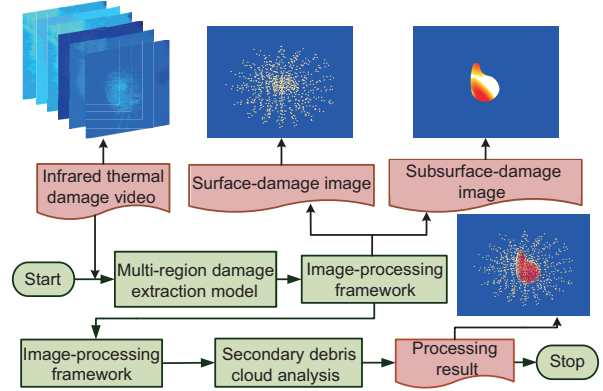 Infrared thermal
damage video
Surface-damage image
Subsurface-damage
image
Start
Multi-region damage
extraction model
Image-processing
framework
Image-processing
framework
Secondary debris
cloud analysis
Processing
result
Stop